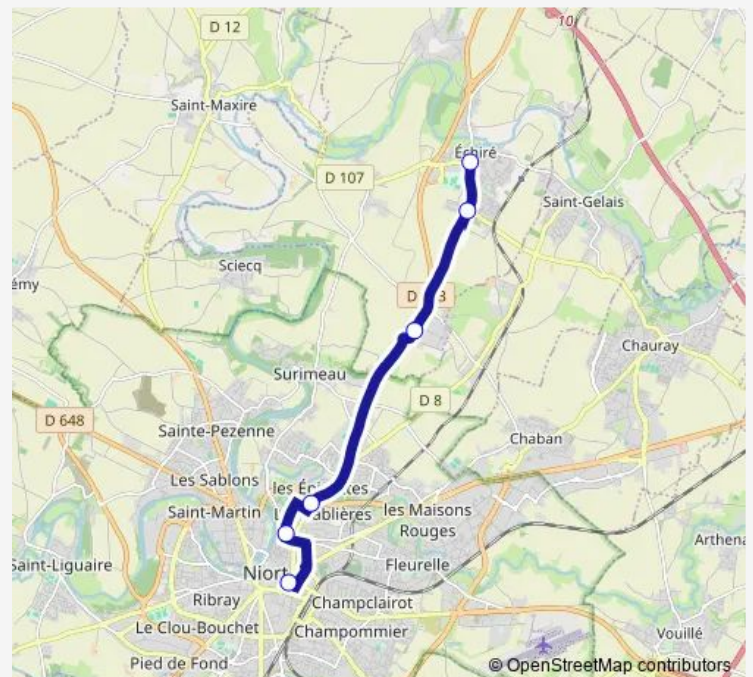 10
D 12
Saint-Maxire
Échiré
D 107
Saint-Gelais
Sciecq
émy
D 3
Chauray
Surimeau
D 8
D 648
Sainte-Pezenne
Chaban
Les Sablons
les
Saint-Martin
les Maisons
Rouges
Arthena
Saint-Liguaire
Niort
Fleurelle
Ribray
Champclairot
Le Clou-Bouchet
Champommier
Vouillé
Pied de Fond
© OpenStreetMap contributors